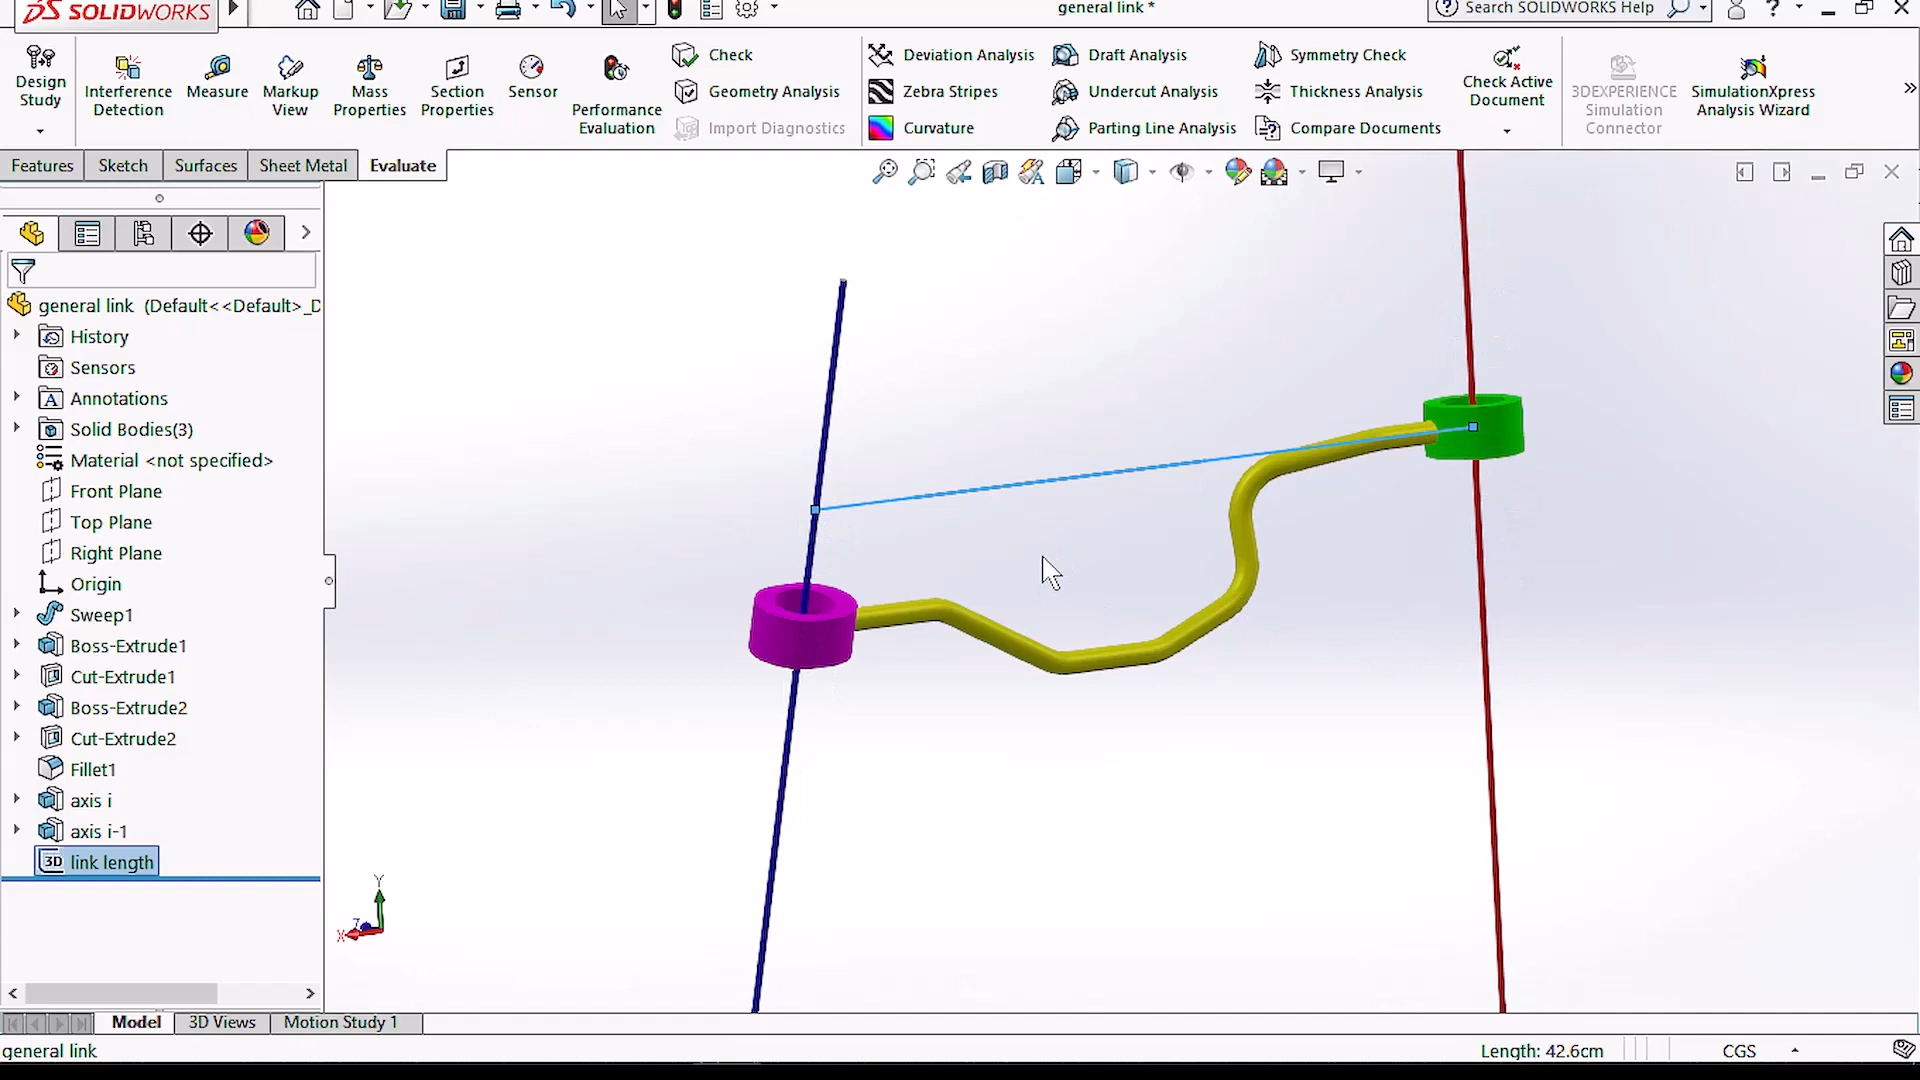 SOLIDWORKS
general link *
Search SOLIDWORKS Help
Design Study
Interference Detection
Measure
Markup View
Mass Properties
Section Properties
Sensor
Performance Evaluation
Check
Geometry Analysis
Import Diagnostics
Deviation Analysis
Zebra Stripes
Curvature
Draft Analysis
Undercut Analysis
Parting Line Analysis
Symmetry Check
Thickness Analysis
Compare Documents
Check Active Document
3DEXPERIENCE Simulation Connector
SimulationXpress Analysis Wizard
Features
Sketch
Surfaces
Sheet Metal
Evaluate
general link (Default<<Default>_D
History
Sensors
Annotations
Solid Bodies(3)
Material <not specified>
Front Plane
Top Plane
Right Plane
Origin
Sweep1
Boss-Extrude1
Cut-Extrude1
Boss-Extrude2
Cut-Extrude2
Fillet1
axis i
axis i-1
3D link length
Y
Z
X
Model
3D Views
Motion Study 1
general link
Length: 42.6cm
CGS